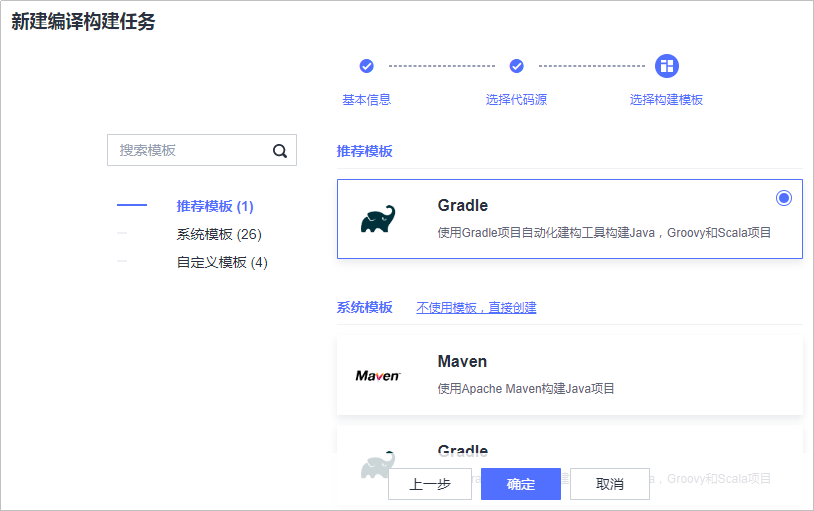 新建编译构建任务
基本信息
选择代码源
选择构建模板
搜索模板
推荐模板 (1)
系统模板 (26)
自定义模板 (4)
推荐模板
Gradle
使用Gradle项目自动化建构工具构建Java，Groovy和Scala项目
系统模板 不使用模板，直接创建
Maven
Maven
使用Apache Maven构建Java项目
Gradle
a，Groovy和Scala项目
上一步 确定 取消